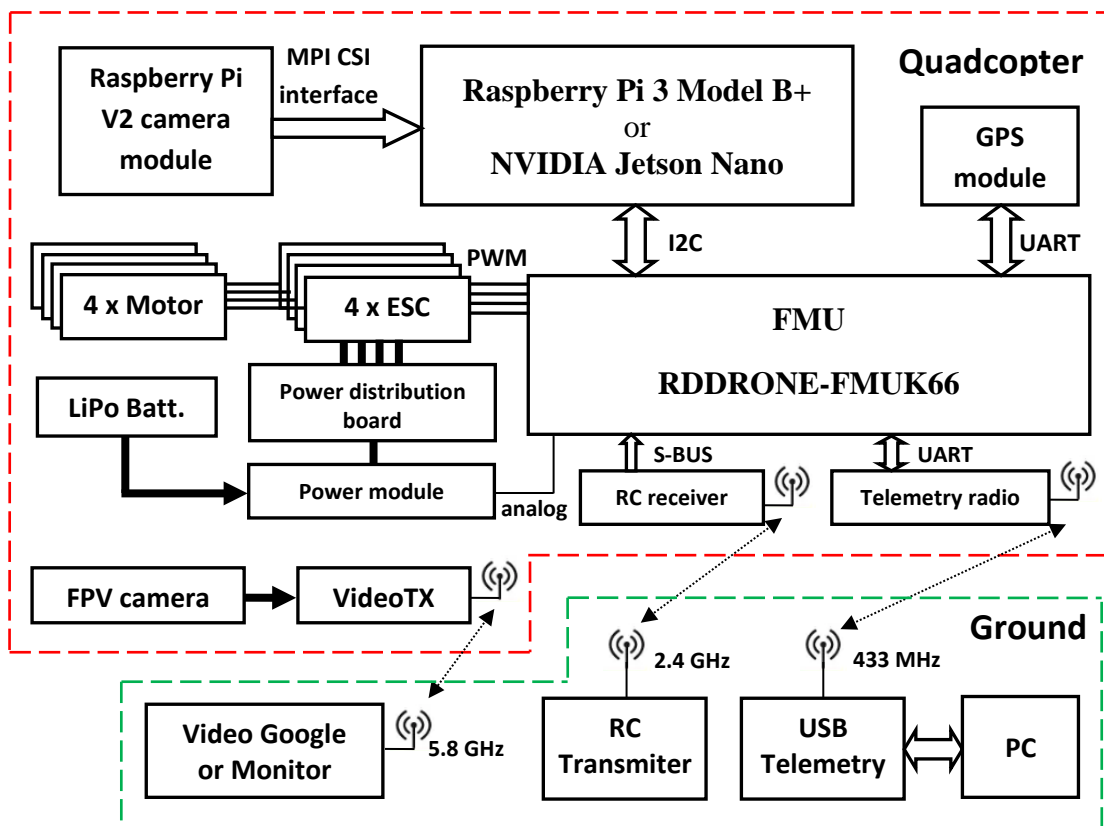 Quadcopter
Raspberry Pi
V2 camera
module
MPI CSI
interface
Raspberry Pi 3 Model B+
or
NVIDIA Jetson Nano
GPS
module
I2C
UART
4 x Motor
4 x ESC
PWM
FMU
RDDRONE-FMUK66
LiPo Batt.
Power distribution
board
Power module
analog
S-BUS
UART
RC receiver
Telemetry radio
FPV camera
VideoTX
Ground
Video Google
or Monitor
5.8 GHz
2.4 GHz
RC
Transmiter
433 MHz
USB
Telemetry
PC